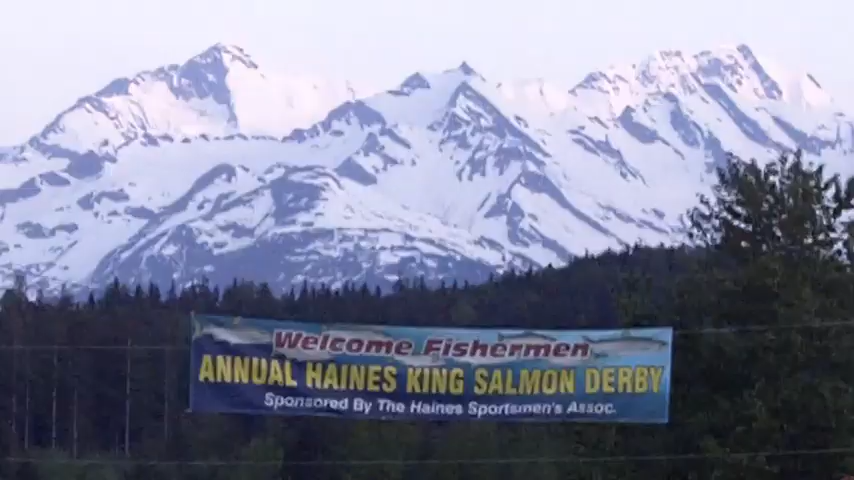 Welcome Fishermen
ANNUAL HAINES KING SALMON DERBY
Sponsored By The Haines Sportsmen's Assoc.